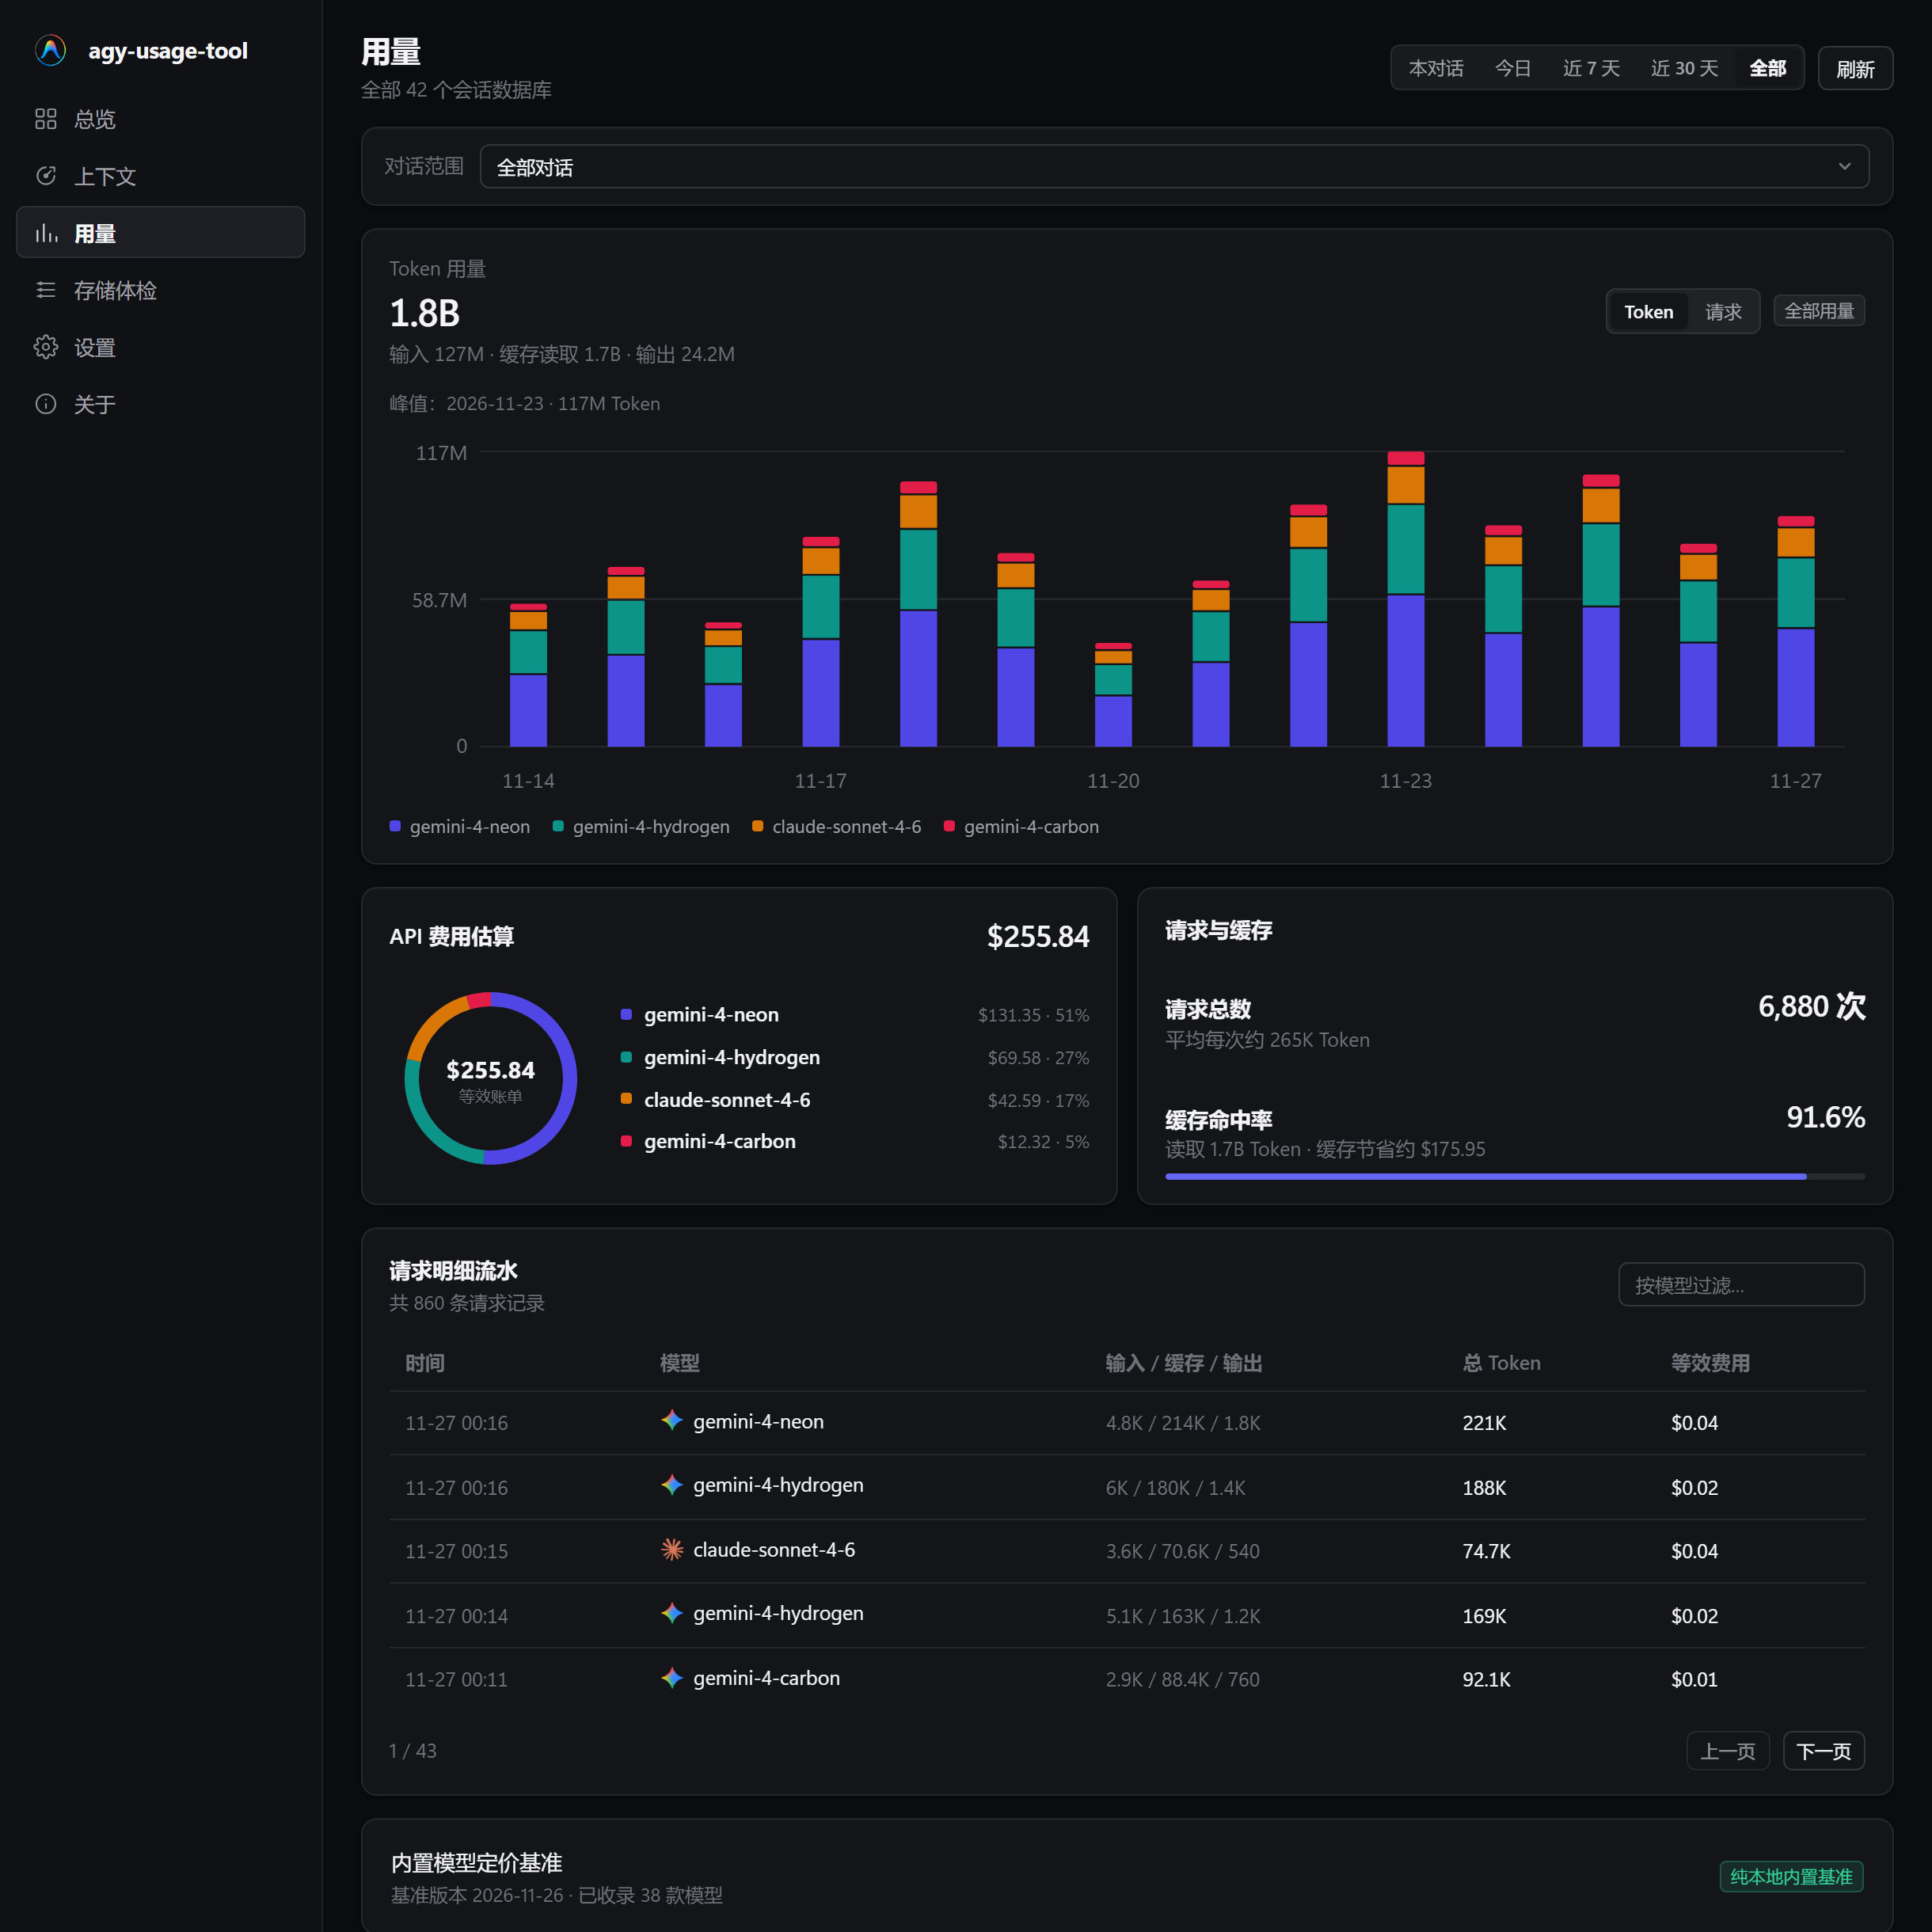 agy-usage-tool
总览
上下文
用量
存储体检
设置
关于
用量
全部 42 个会话数据库
本对话 今日 近 7 天 近 30 天 全部 刷新
对话范围 全部对话
Token 用量
1.8B
Token 请求 全部用量
输入 127M · 缓存读取 1.7B · 输出 24.2M
峰值：2026-11-23 · 117M Token
117M
58.7M
0
11-14 11-17 11-20 11-23 11-27
gemini-4-neon gemini-4-hydrogen claude-sonnet-4-6 gemini-4-carbon
API 费用估算 $255.84
$255.84
等效账单
gemini-4-neon $131.35 · 51%
gemini-4-hydrogen $69.58 · 27%
claude-sonnet-4-6 $42.59 · 17%
gemini-4-carbon $12.32 · 5%
请求与缓存
请求总数 6,880 次
平均每次约 265K Token
缓存命中率 91.6%
读取 1.7B Token · 缓存节省约 $175.95
请求明细流水
共 860 条请求记录
按模型过滤...
时间 模型 输入 / 缓存 / 输出 总 Token 等效费用
11-27 00:16 gemini-4-neon 4.8K / 214K / 1.8K 221K $0.04
11-27 00:16 gemini-4-hydrogen 6K / 180K / 1.4K 188K $0.02
11-27 00:15 claude-sonnet-4-6 3.6K / 70.6K / 540 74.7K $0.04
11-27 00:14 gemini-4-hydrogen 5.1K / 163K / 1.2K 169K $0.02
11-27 00:11 gemini-4-carbon 2.9K / 88.4K / 760 92.1K $0.01
1 / 43 上一页 下一页
内置模型定价基准
基准版本 2026-11-26 · 已收录 38 款模型
纯本地内置基准